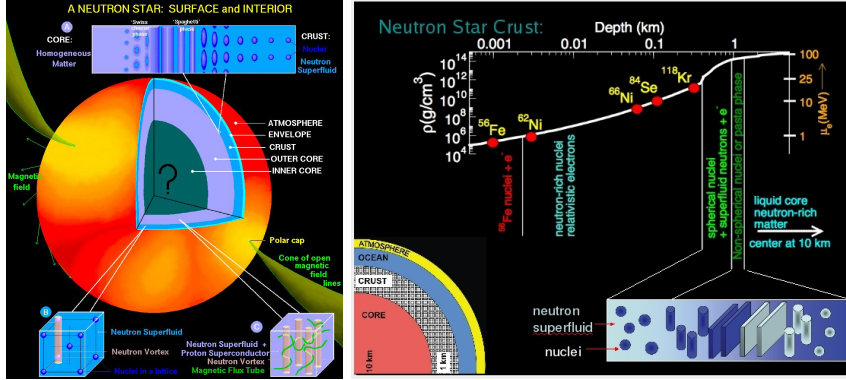 A NEUTRON STAR: SURFACE and INTERIOR
A
'Swiss cheese' phase
'Spaghetti' phase
CORE:
Homogeneous
Matter
CRUST:
Nuclei
Neutron
Superfluid
ATMOSPHERE
ENVELOPE
CRUST
OUTER CORE
INNER CORE
?
Magnetic
field
Polar cap
Cone of open
magnetic
field
lines
B
Neutron Superfluid
Neutron Vortex
Nuclei in a lattice
C
Neutron Superfluid +
Proton Superconductor
Neutron Vortex
Magnetic Flux Tube
Neutron Star Crust:
Depth (km)
0.001 0.01 0.1 1
ρ(g/cm³)
10¹⁴
10¹²
10¹⁰
10⁸
10⁶
10⁴
100
25
10
1
μₑ(MeV)
⁵⁶Fe
⁶²Ni
⁶⁶Ni
⁸⁴Se
¹¹⁸Kr
⁵⁶Fe nuclei + e⁻
neutron-rich nuclei
relativistic electrons
spherical nuclei
+ superfluid neutrons + e⁻
Non-spherical nuclei or pasta phase
liquid core
neutron-rich
matter
center at 10 km
ATMOSPHERE
OCEAN
CRUST
CORE
10 km
1 km
neutron
superfluid
nuclei